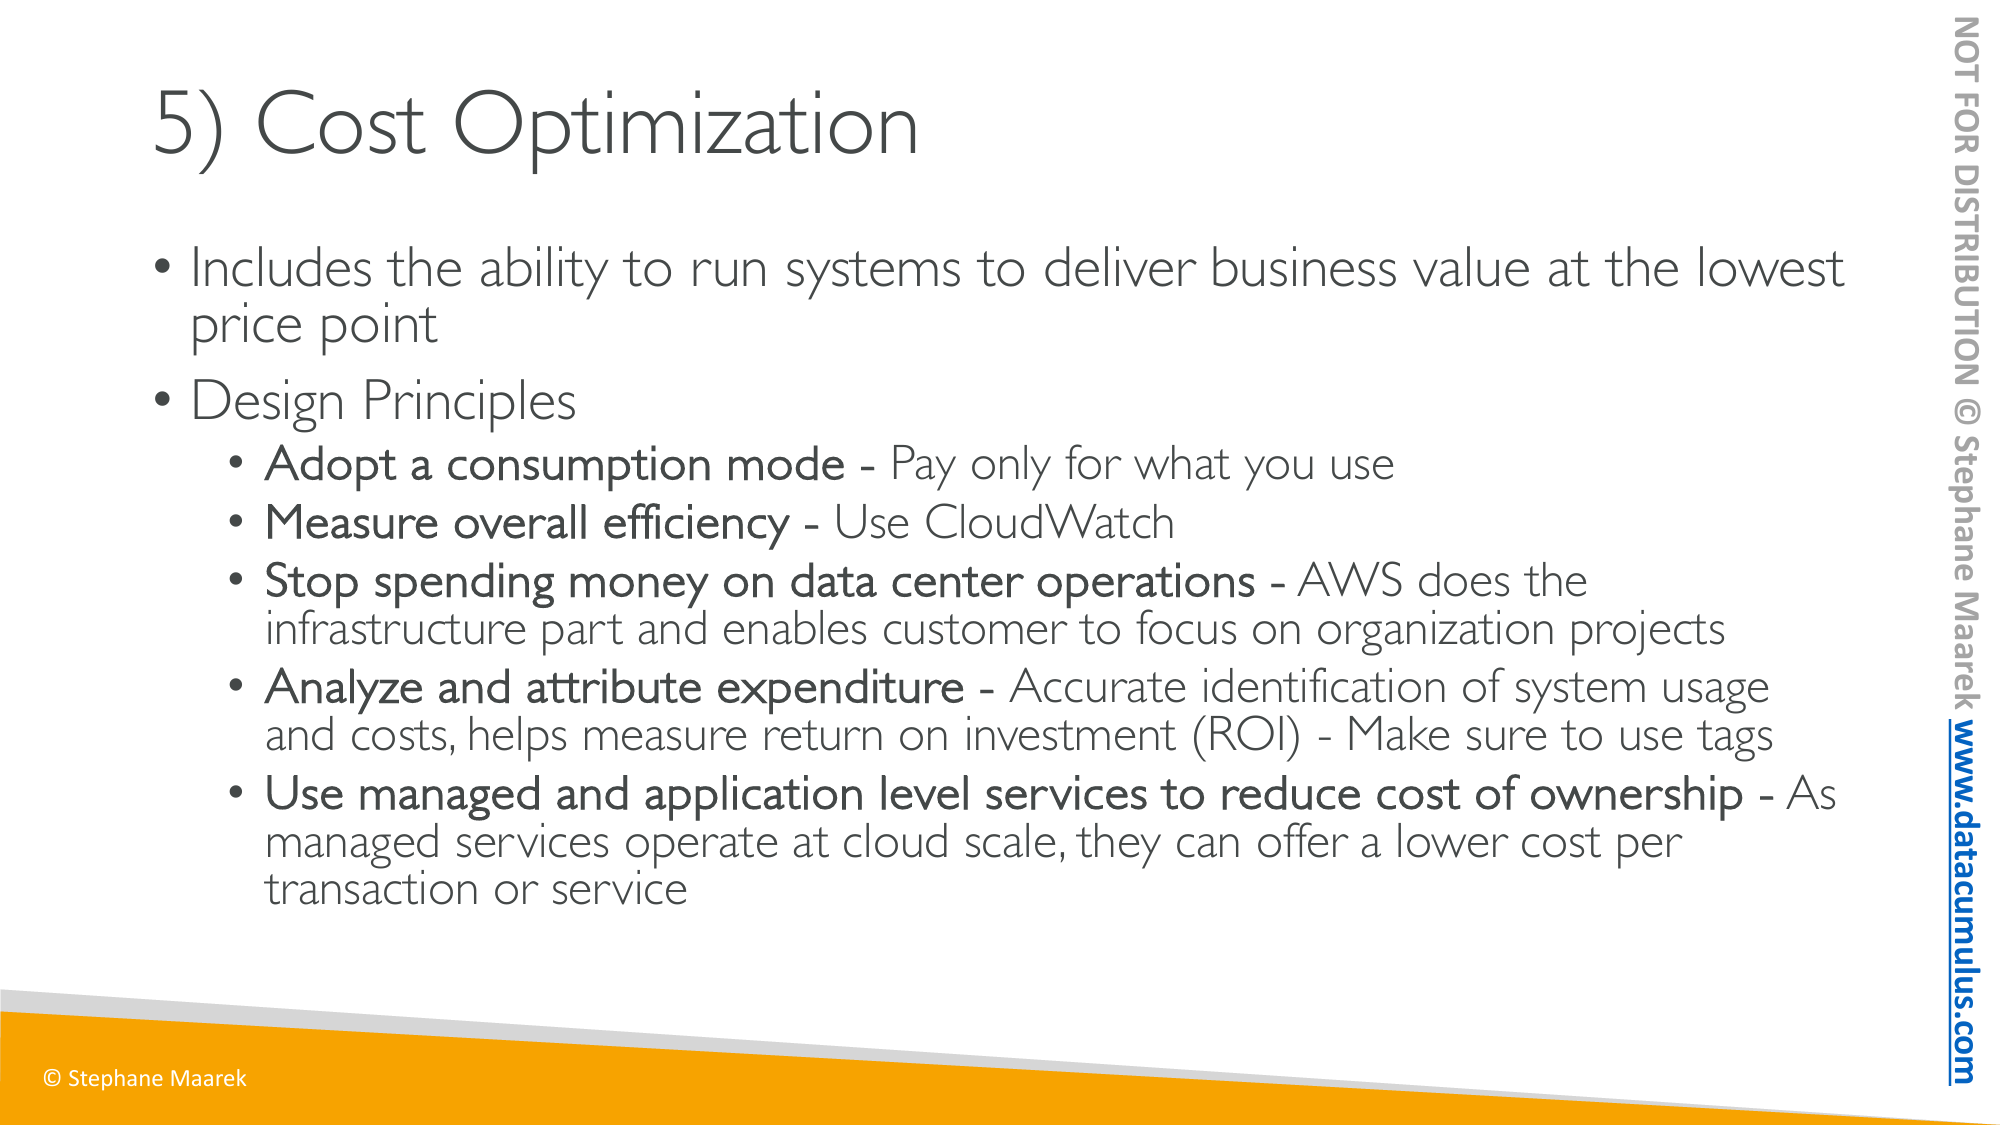 5) Cost Optimization
• Includes the ability to run systems to deliver business value at the lowest
price point
• Design Principles
• Adopt a consumption mode - Pay only for what you use
• Measure overall efficiency - Use CloudWatch
• Stop spending money on data center operations - AWS does the
infrastructure part and enables customer to focus on organization projects
• Analyze and attribute expenditure - Accurate identification of system usage
and costs, helps measure return on investment (ROI) - Make sure to use tags
• Use managed and application level services to reduce cost of ownership - As
managed services operate at cloud scale, they can offer a lower cost per
transaction or service
© Stephane Maarek
NOT FOR DISTRIBUTION © Stephane Maarek www.datacumulus.com